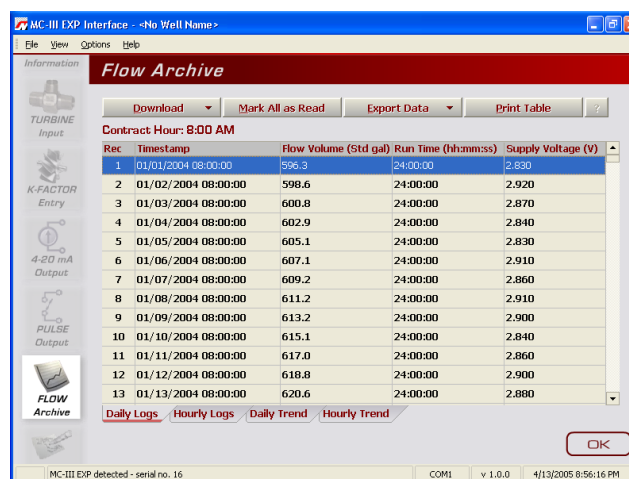 MC-III EXP Interface - <No Well Name>
File View Options Help
Information
Flow Archive
TURBINE
Input
K-FACTOR
Entry
4-20 mA
Output
PULSE
Output
FLOW
Archive
Download Mark All as Read Export Data Print Table ?
Contract Hour: 8:00 AM
Rec Timestamp Flow Volume (Std gal) Run Time (hh:mm:ss) Supply Voltage (V)
1 01/01/2004 08:00:00 596.3 24:00:00 2.830
2 01/02/2004 08:00:00 598.6 24:00:00 2.920
3 01/03/2004 08:00:00 600.8 24:00:00 2.870
4 01/04/2004 08:00:00 602.9 24:00:00 2.840
5 01/05/2004 08:00:00 605.1 24:00:00 2.830
6 01/06/2004 08:00:00 607.1 24:00:00 2.910
7 01/07/2004 08:00:00 609.2 24:00:00 2.860
8 01/08/2004 08:00:00 611.2 24:00:00 2.910
9 01/09/2004 08:00:00 613.2 24:00:00 2.900
10 01/10/2004 08:00:00 615.1 24:00:00 2.840
11 01/11/2004 08:00:00 617.0 24:00:00 2.860
12 01/12/2004 08:00:00 618.8 24:00:00 2.900
13 01/13/2004 08:00:00 620.6 24:00:00 2.880
Daily Logs Hourly Logs Daily Trend Hourly Trend
OK
MC-III EXP detected - serial no. 16 COM1 v 1.0.0 4/13/2005 8:56:16 PM